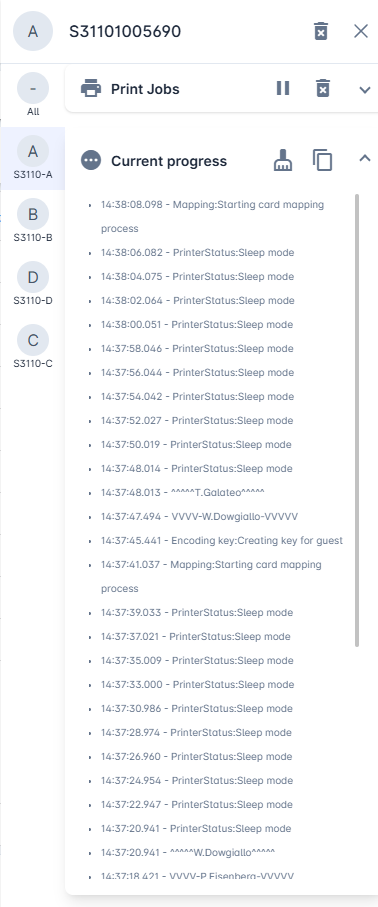 A S31101005690
- Print Jobs
All
A Current progress
S3110-A
14:38:08.098 - Mapping:Starting card mapping
process
B
S3110-B
14:38:06.082 - PrinterStatus:Sleep mode
14:38:04.075 - PrinterStatus:Sleep mode
D
S3110-D
14:38:02.064 - PrinterStatus:Sleep mode
14:38:00.051 - PrinterStatus:Sleep mode
C
S3110-C
14:37:58.046 - PrinterStatus:Sleep mode
14:37:56.044 - PrinterStatus:Sleep mode
14:37:54.042 - PrinterStatus:Sleep mode
14:37:52.027 - PrinterStatus:Sleep mode
14:37:50.019 - PrinterStatus:Sleep mode
14:37:48.014 - PrinterStatus:Sleep mode
14:37:48.013 - ^^^^^T.Galateo^^^^^
14:37:47.494 - VVVV-W.Dowgiallo-VVVVV
14:37:45.441 - Encoding key:Creating key for guest
14:37:41.037 - Mapping:Starting card mapping
process
14:37:39.033 - PrinterStatus:Sleep mode
14:37:37.021 - PrinterStatus:Sleep mode
14:37:35.009 - PrinterStatus:Sleep mode
14:37:33.000 - PrinterStatus:Sleep mode
14:37:30.986 - PrinterStatus:Sleep mode
14:37:28.974 - PrinterStatus:Sleep mode
14:37:26.960 - PrinterStatus:Sleep mode
14:37:24.954 - PrinterStatus:Sleep mode
14:37:22.947 - PrinterStatus:Sleep mode
14:37:20.941 - PrinterStatus:Sleep mode
14:37:20.941 - ^^^^^W.Dowgiallo^^^^^
14:37:18.421 - VVVV-P.Eisenberg-VVVVV